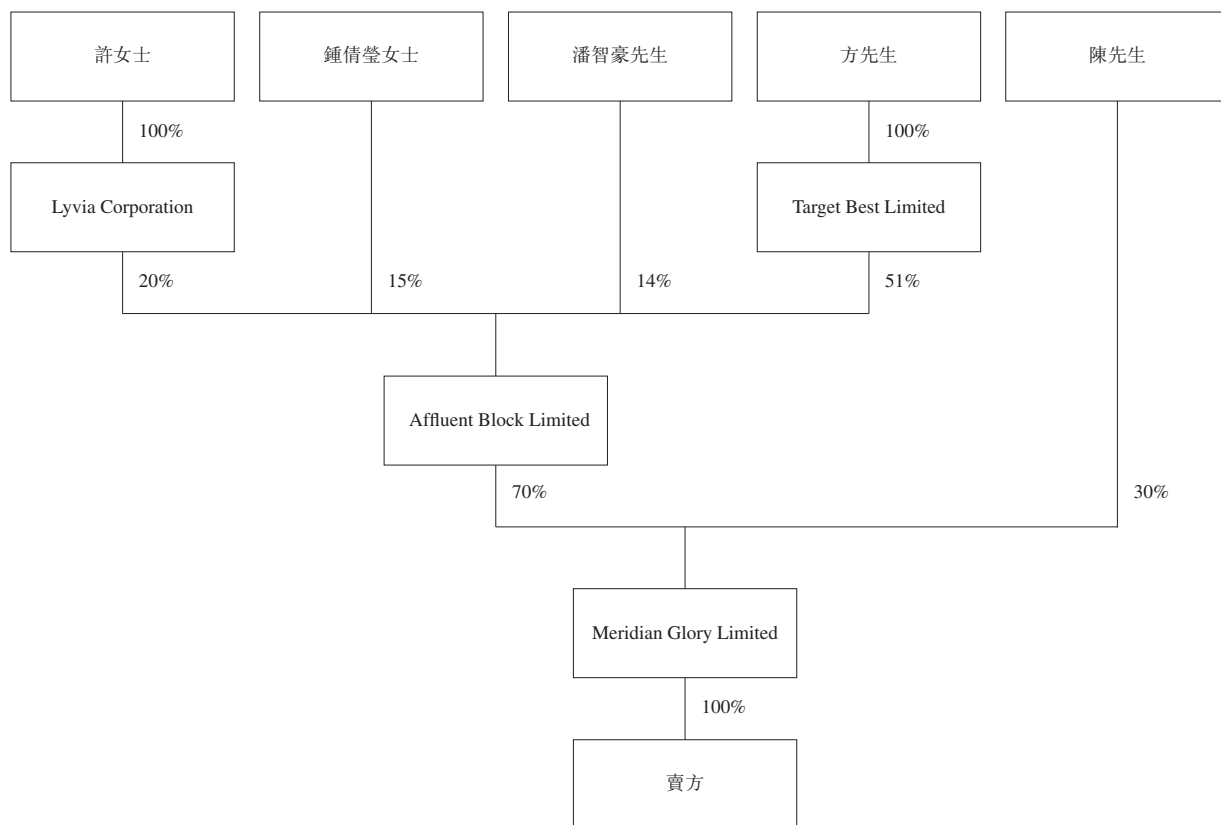 許女士
鍾倩瑩女士
潘智豪先生
方先生
陳先生
100%
100%
Lyvia Corporation
Target Best Limited
20%
15%
14%
51%
Affluent Block Limited
70%
30%
Meridian Glory Limited
100%
賣方